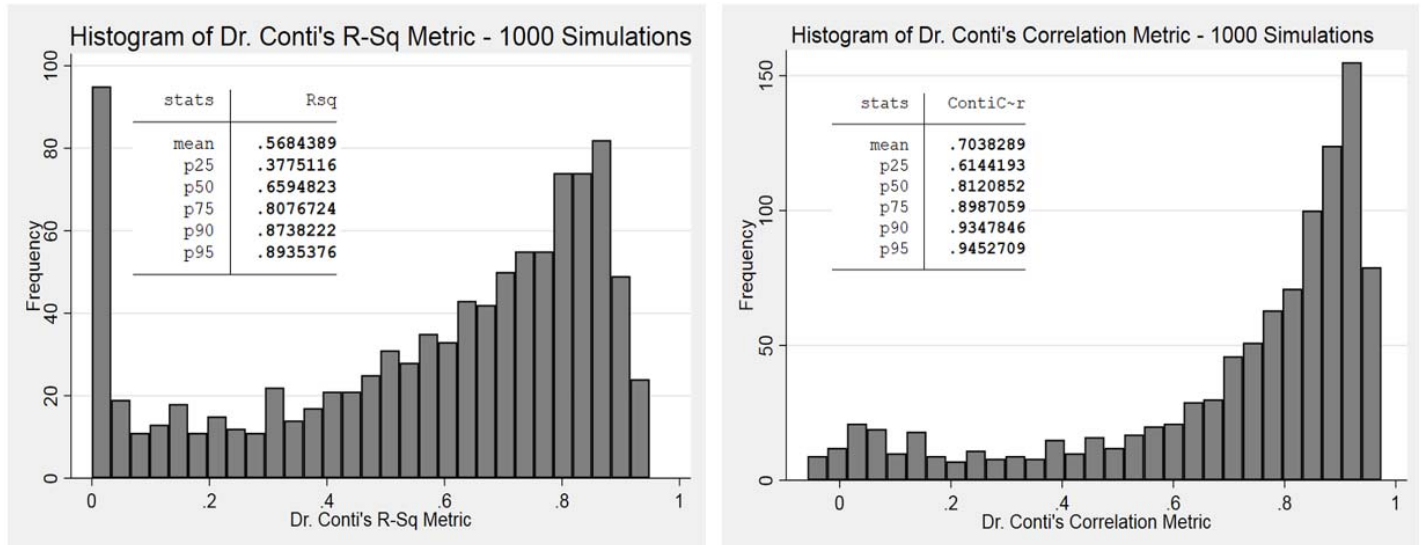 Histogram of Dr. Conti's R-Sq Metric - 1000 Simulations
stats Rsq
mean .5684389
p25 .3775116
p50 .6594823
p75 .8076724
p90 .8738222
p95 .8935376
Frequency
100
80
60
40
20
0
0 .2 .4 .6 .8 1
Dr. Conti's R-Sq Metric
Histogram of Dr. Conti's Correlation Metric - 1000 Simulations
stats ContiC~r
mean .7038289
p25 .6144193
p50 .8120852
p75 .8987059
p90 .9347846
p95 .9452709
Frequency
150
100
50
0
0 .2 .4 .6 .8 1
Dr. Conti's Correlation Metric